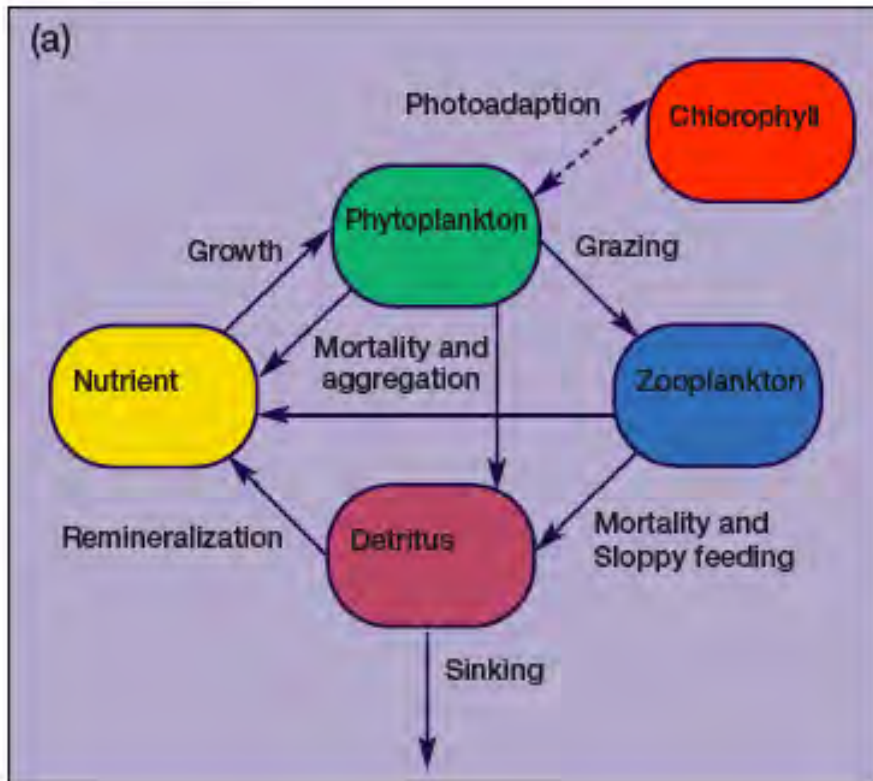 (a)
Photoadaption
Chlorophyll
Phytoplankton
Growth
Grazing
Mortality and
aggregation
Nutrient
Zooplankton
Remineralization
Detritus
Mortality and
Sloppy feeding
Sinking